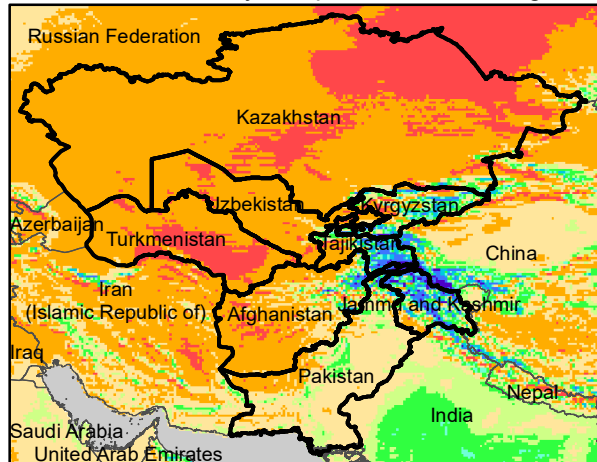 Russian Federation
Kazakhstan
Uzbekistan
Kyrgyzstan
Azerbaijan
Turkmenistan
Tajikistan
China
Iran
(Islamic Republic of)
Afghanistan
Jammu and Kashmir
Iraq
Pakistan
Nepal
India
Saudi Arabia
United Arab Emirates